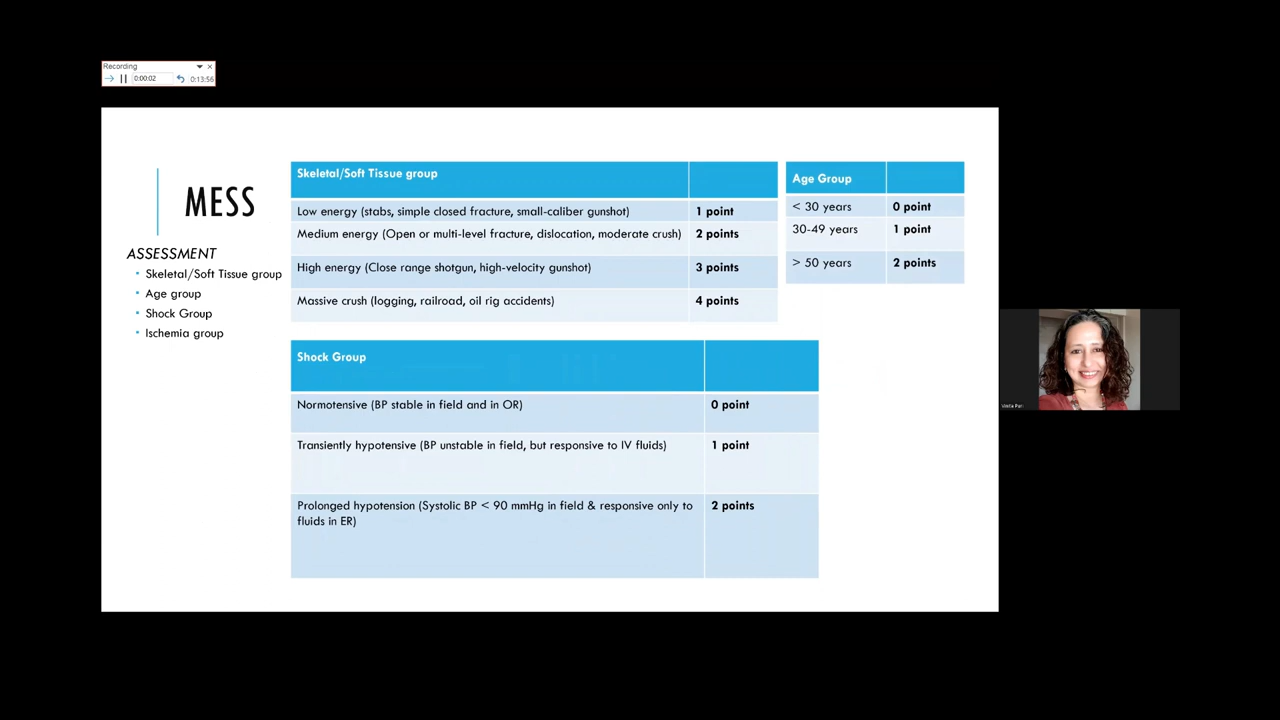 Recording
0:00:02
0:13:56
MESS
ASSESSMENT
Skeletal/Soft Tissue group
Age group
Shock Group
Ischemia group
Skeletal/Soft Tissue group
Low energy (stabs, simple closed fracture, small-caliber gunshot) 1 point
Medium energy (Open or multi-level fracture, dislocation, moderate crush) 2 points
High energy (Close range shotgun, high-velocity gunshot) 3 points
Massive crush (logging, railroad, oil rig accidents) 4 points
Age Group
< 30 years 0 point
30-49 years 1 point
> 50 years 2 points
Shock Group
Normotensive (BP stable in field and in OR) 0 point
Transiently hypotensive (BP unstable in field, but responsive to IV fluids) 1 point
Prolonged hypotension (Systolic BP < 90 mmHg in field & responsive only to 2 points
fluids in ER)